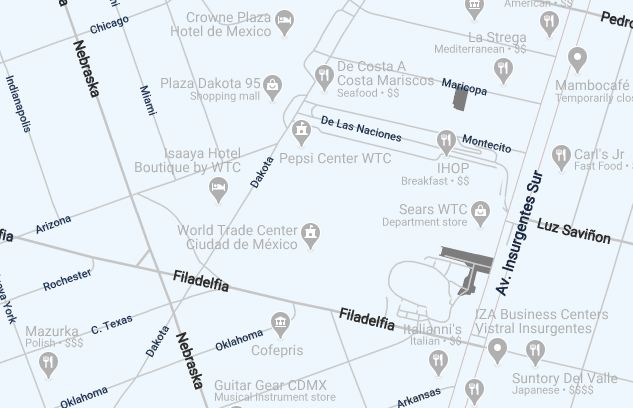 American · $$
Crowne Plaza
Hotel de Mexico
Chicago
La Strega
Mediterranean · $$
Pedro
Nebraska
De Costa A
Costa Mariscos
Seafood · $$
Maricopa
Mambocafé
Temporarily clos
Indianapolis
Miami
Plaza Dakota 95
Shopping mall
De Las Naciones
Montecito
Pepsi Center WTC
IHOP
Breakfast · $$
Carl's Jr
Fast Food ·
Isaaya Hotel
Boutique by WTC
Dakota
Av. Insurgentes Sur
Sears WTC
Department store
Luz Saviñon
Arizona
World Trade Center
Ciudad de México
Rochester
Filadelfia
C. Texas
Filadelfia
IZA Business Centers
Vistral Insurgentes
Mazurka
Polish · $$$
Dakota
Nebraska
Oklahoma
Cofepris
Italianni's
Italian · $$
Suntory Del Valle
Japanese · $$$$
Guitar Gear CDMX
Musical instrument store
Oklahoma
Arkansas